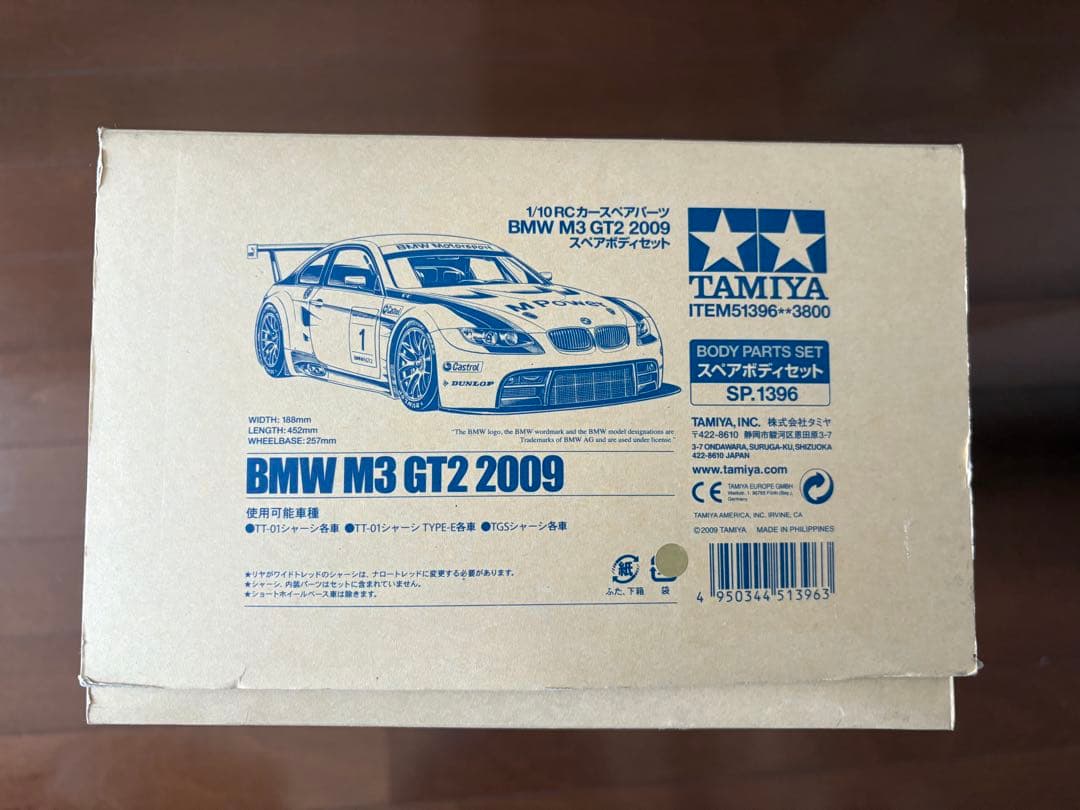 1/10 RCカースペアパーツ
BMW M3 GT2 2009
スペアボディセット
TAMIYA
ITEM51396**3800
BODY PARTS SET
スペアボディセット
SP.1396
BMW Motorsport
M Power
Castrol
1
Castrol
DUNLOP
WIDTH: 188mm
LENGTH: 452mm
WHEELBASE: 257mm
"The BMW logo, the BMW wordmark and the BMW model designations are
Trademarks of BMW AG and are used under license."
BMW M3 GT2 2009
使用可能車種
●TT-01シャーシ各車 ●TT-01シャーシ TYPE-E各車 ●TGSシャーシ各車
★リヤがワイドトレッドのシャーシは、ナロートレッドに変更する必要があります。
★シャーシ、内装パーツはセットに含まれていません。
★ショートホイールベース車は除きます。
TAMIYA, INC. 株式会社タミヤ
〒422-8610 静岡市駿河区恩田原3-7
3-7 ONDAWARA, SURUGA-KU, SHIZUOKA
422-8610 JAPAN
www.tamiya.com
CE
TAMIYA EUROPE GMBH
Germany
TAMIYA AMERICA, INC. IRVINE, CA
©2009 TAMIYA MADE IN PHILIPPINES
紙
ふた、下箱 袋
4 950344 513963